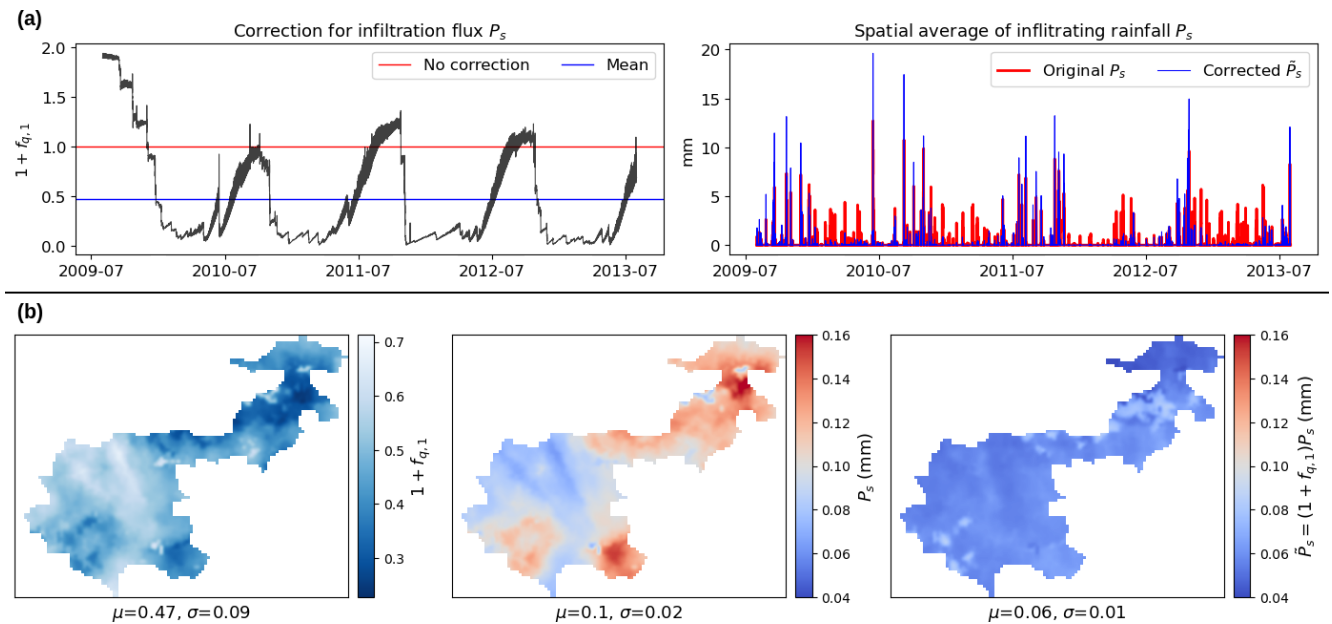 (a)
Correction for infiltration flux P_s
No correction
Mean
1 + f_{q,1}
2.0
1.5
1.0
0.5
0.0
2009-07 2010-07 2011-07 2012-07 2013-07
Spatial average of inflitrating rainfall P_s
Original P_s
Corrected P̃_s
mm
20
15
10
5
0
2009-07 2010-07 2011-07 2012-07 2013-07
(b)
0.7
0.6
0.5
0.4
0.3
1 + f_{q,1}
μ=0.47, σ=0.09
0.16
0.14
0.12
0.10
0.08
0.06
0.04
P_s (mm)
μ=0.1, σ=0.02
0.16
0.14
0.12
0.10
0.08
0.06
0.04
P̃_s = (1 + f_{q,1})P_s (mm)
μ=0.06, σ=0.01